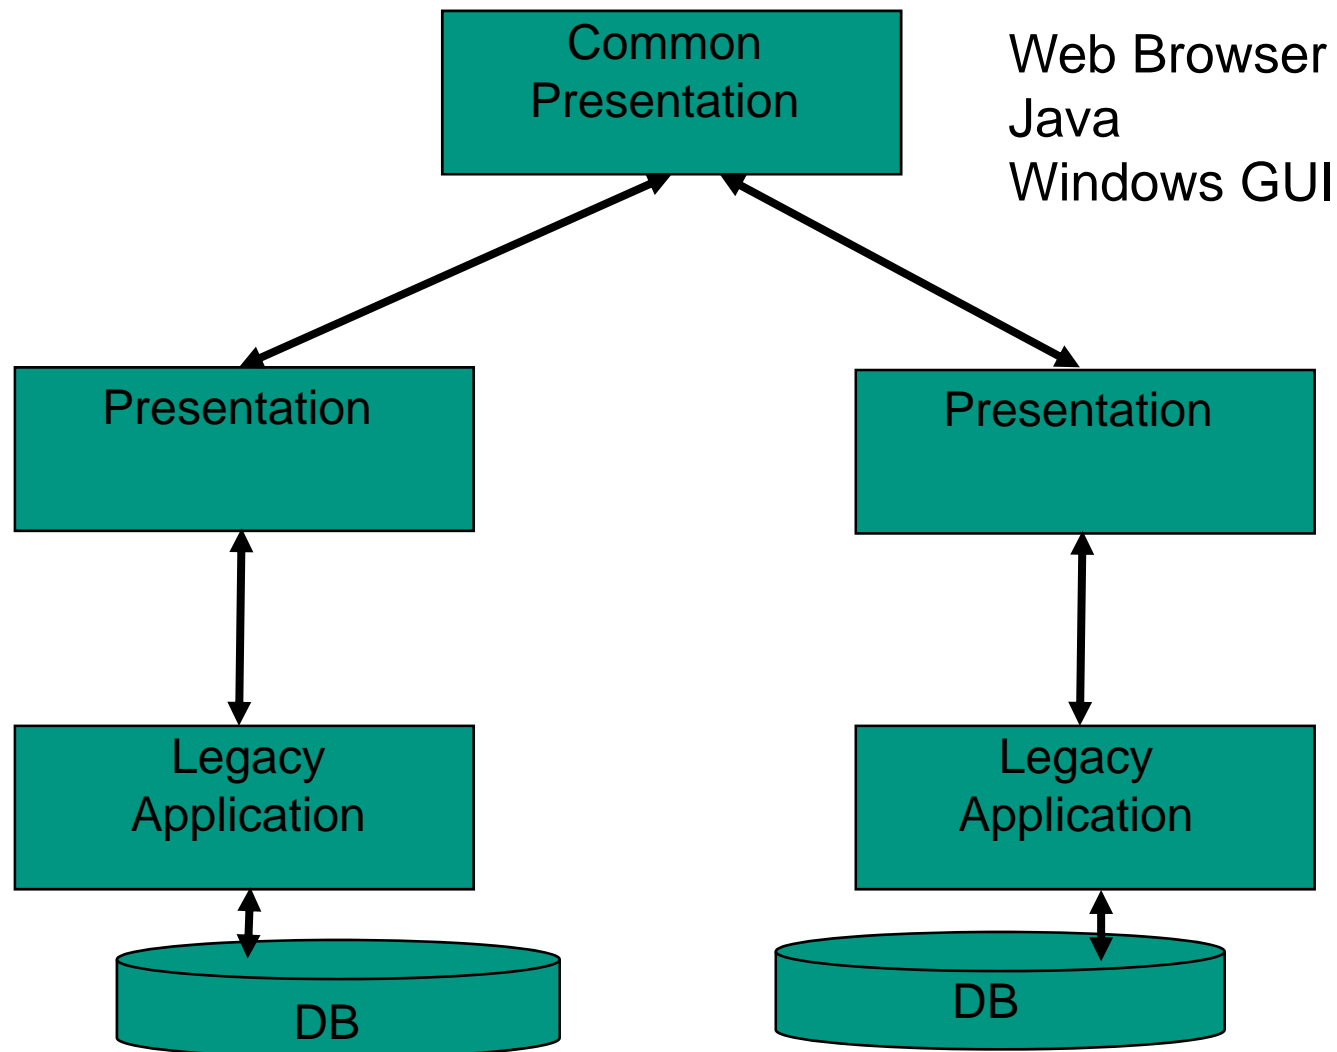 Common
Presentation
Web Browser
Java
Windows GUI
Presentation
Presentation
Legacy
Application
Legacy
Application
DB
DB